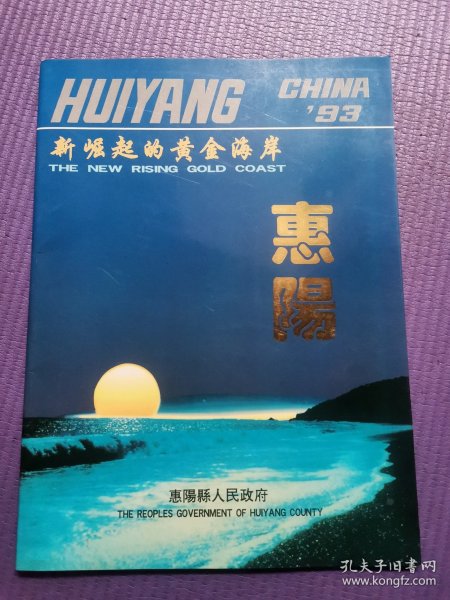 HUIYANG CHINA '93
新崛起的黄金海岸
THE NEW RISING GOLD COAST
惠
陽
惠陽縣人民政府
THE REOPLES GOVERNMENT OF HUIYANG COUNTY
孔夫子旧书网
www.kongfz.com